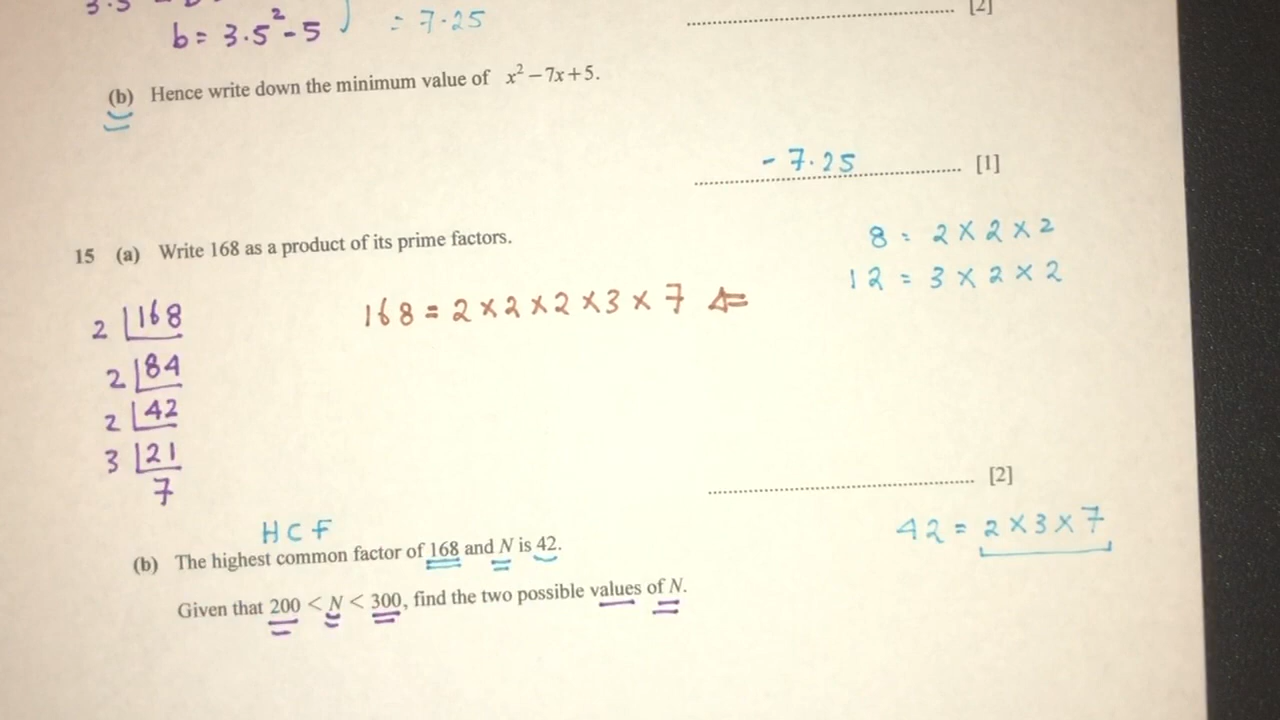 b = 3.5² - 5 = 7.25
[2]
(b) Hence write down the minimum value of x² − 7x + 5.
- 7.25 [1]
15 (a) Write 168 as a product of its prime factors.
8 = 2 × 2 × 2
12 = 3 × 2 × 2
168 = 2 × 2 × 2 × 3 × 7 ⇐
2 168
2 84
2 42
3 21
7
[2]
42 = 2 × 3 × 7
HCF
(b) The highest common factor of 168 and N is 42.
Given that 200 < N < 300, find the two possible values of N.